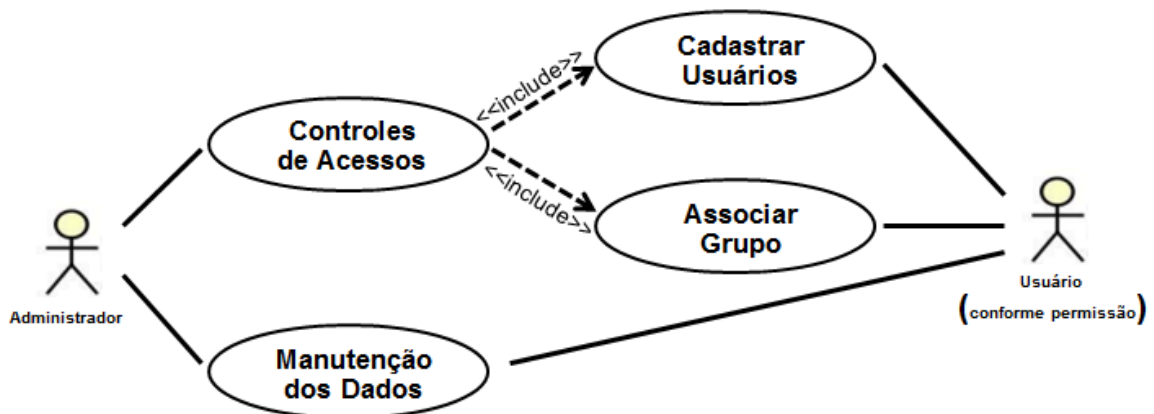 Cadastrar
Usuários
<<include>>
Controles
de Acessos
<<include>>
Associar
Grupo
Administrador
Usuário
(conforme permissão)
Manutenção
dos Dados